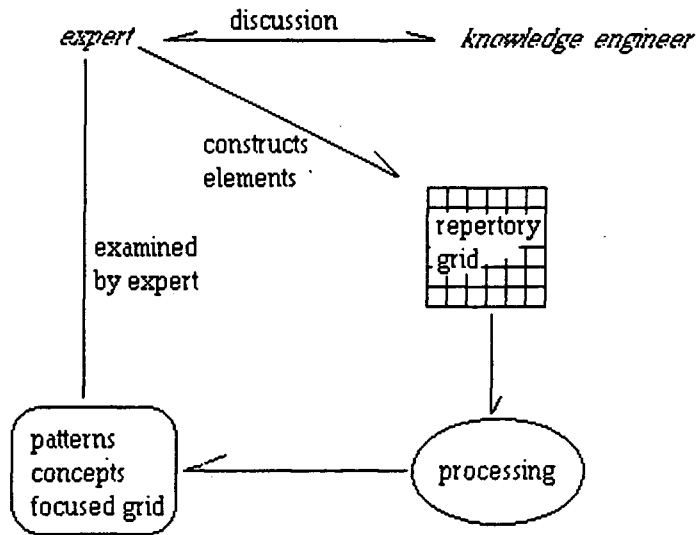 discussion
expert
knowledge engineer
constructs
elements
repertory
grid
examined
by expert
patterns
concepts
focused grid
processing